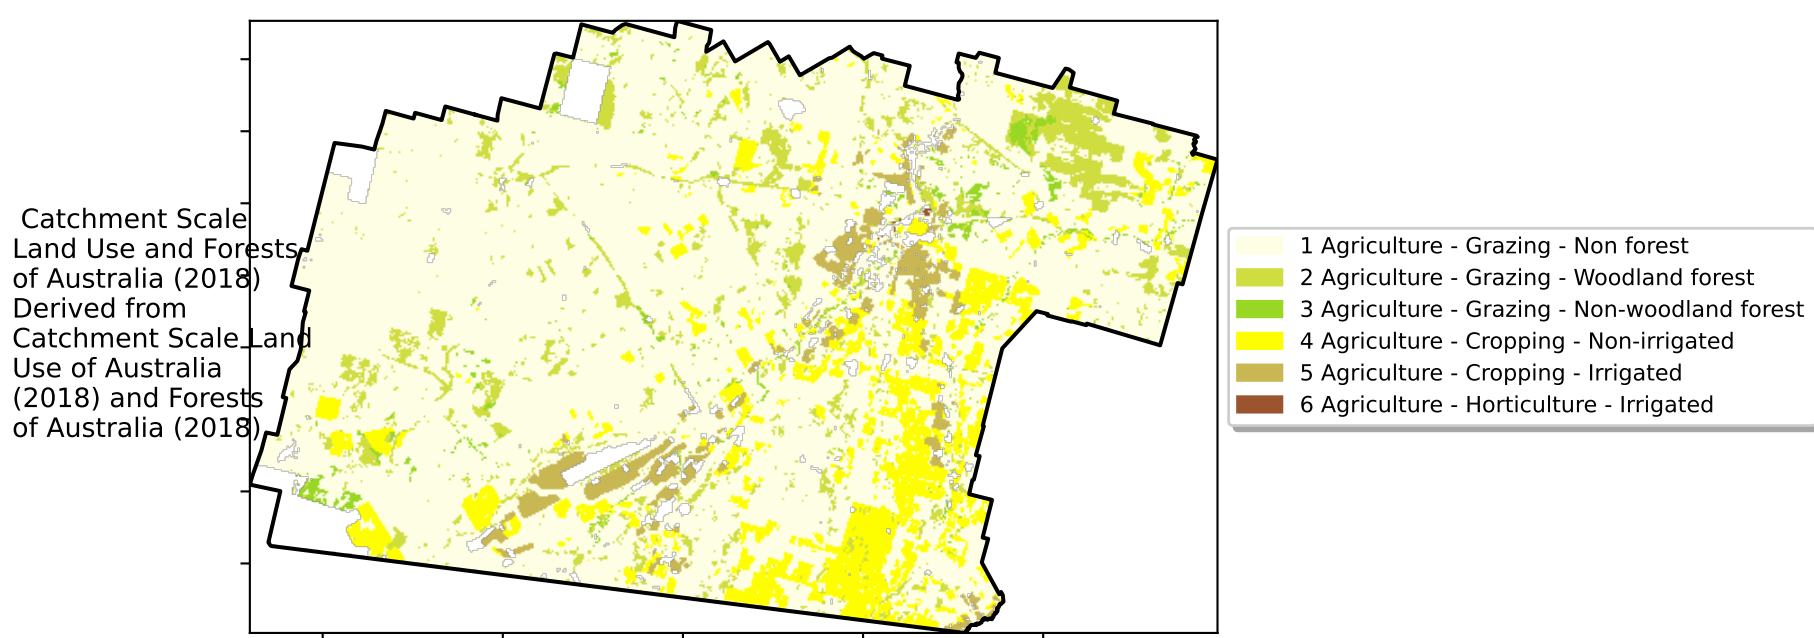 Catchment Scale
Land Use and Forests
of Australia (2018)
Derived from
Catchment Scale Land
Use of Australia
(2018) and Forests
of Australia (2018)
1 Agriculture - Grazing - Non forest
2 Agriculture - Grazing - Woodland forest
3 Agriculture - Grazing - Non-woodland forest
4 Agriculture - Cropping - Non-irrigated
5 Agriculture - Cropping - Irrigated
6 Agriculture - Horticulture - Irrigated